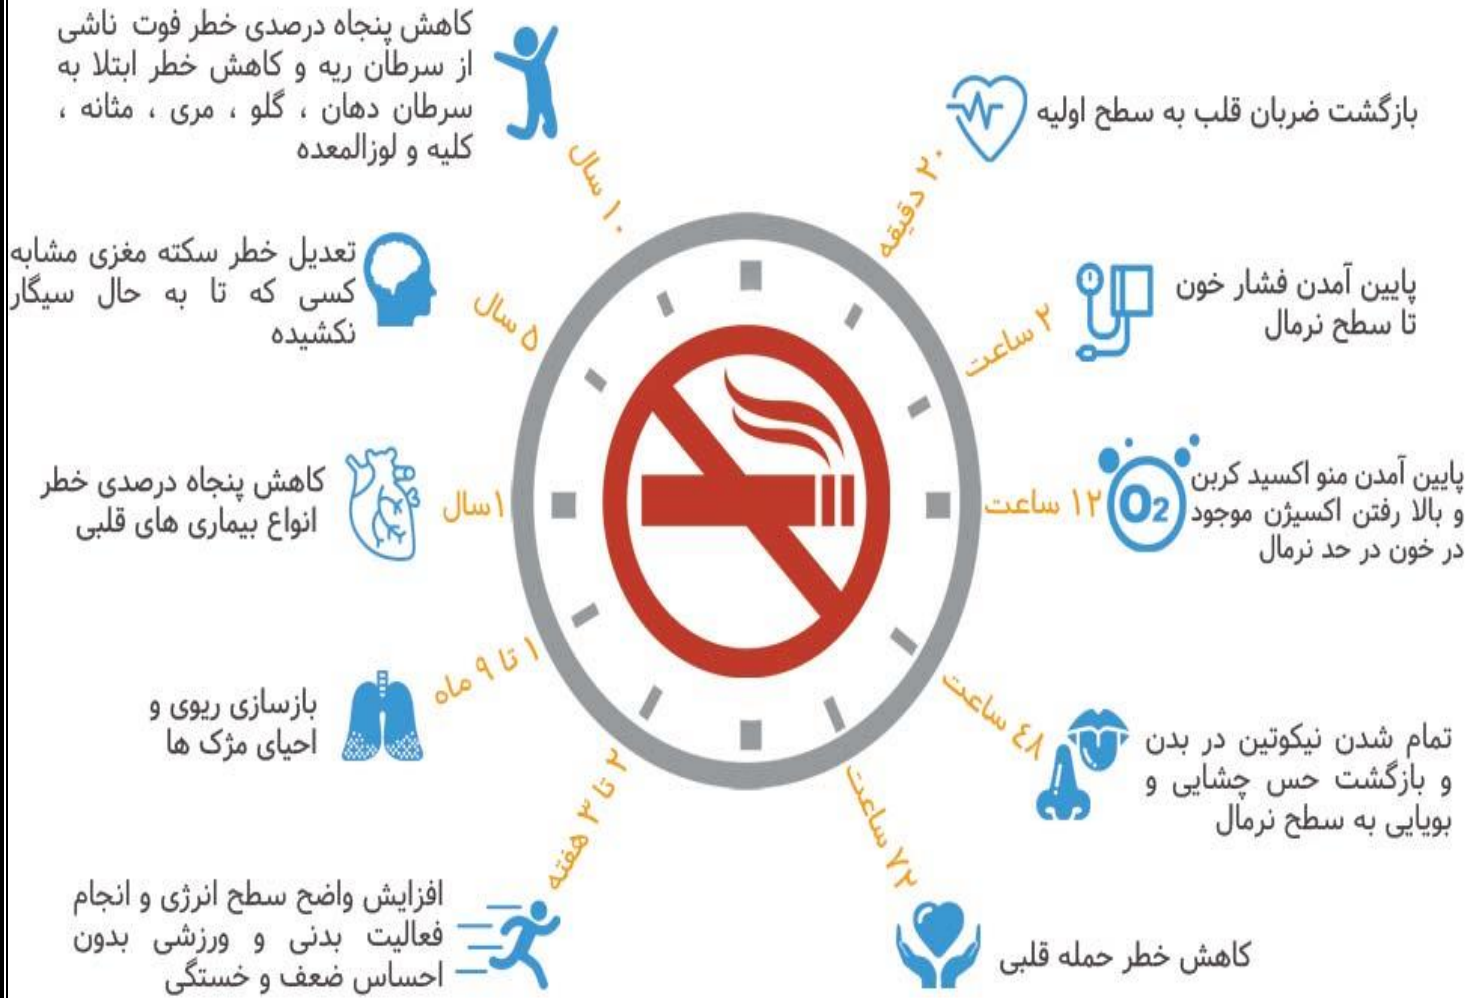 بازگشت ضربان قلب به سطح اولیه
۲۰ دقیقه
پایین آمدن فشار خون
تا سطح نرمال
۲ ساعت
پایین آمدن منو اکسید کربن
و بالا رفتن اکسیژن موجود
در خون در حد نرمال
O2
۱۲ ساعت
تمام شدن نیکوتین در بدن
و بازگشت حس چشایی و
بویایی به سطح نرمال
٤٨ ساعت
کاهش خطر حمله قلبی
۷۲ ساعت
افزایش واضح سطح انرژی و انجام
فعالیت بدنی و ورزشی بدون
احساس ضعف و خستگی
۲ تا ۳ هفته
بازسازی ریوی و
احیای مژک ها
۱ تا ۹ ماه
کاهش پنجاه درصدی خطر
انواع بیماری های قلبی
۱سال
تعدیل خطر سکته مغزی مشابه
کسی که تا به حال سیگار
نکشیده
۵ سال
کاهش پنجاه درصدی خطر فوت ناشی
از سرطان ریه و کاهش خطر ابتلا به
سرطان دهان ، گلو ، مری ، مثانه ،
کلیه و لوزالمعده
۱۰ سال